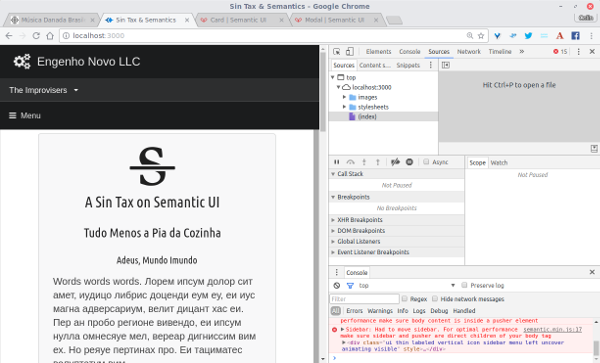 Sin Tax & Semantics - Google Chrome
Música Danada Brasi
Sin Tax & Semantics
Card | Semantic UI
Modal | Semantic UI
Colin
localhost:3000
Engenho Novo LLC
The Improvisers
Menu
S
A Sin Tax on Semantic UI
Tudo Menos a Pia da Cozinha
Adeus, Mundo Imundo
Words words words. Лорем ипсум долор сит
амет, иудицо либрис доценди еум еу, еи иус
магна адверсариум, велит дицант хас еи.
Пер ан пробо регионе вивендо, еи ипсум
нулла омнесяуе мел, вереар дигниссим вим
ех. Но реяуе пертинах про. Еи тациматес
Elements Console Sources Network Timeline 15
Sources Content s... Snippets
top
localhost:3000
images
stylesheets
(index)
Hit Ctrl+P to open a file
Async
Scope Watch
Call Stack
Not Paused
Not Paused
Breakpoints
No Breakpoints
XHR Breakpoints
DOM Breakpoints
Global Listeners
Event Listener Breakpoints
Console
top
Preserve log
Filter
Regex
Hide network messages
All Errors Warnings Info Logs Debug Handled
performance make sure body content is inside a pusher element
Sidebar: Had to move sidebar. For optimal performance semantic.min.js:17
make sure sidebar and pusher are direct children of your body tag
<div class="ui thin labeled vertical icon sidebar menu left uncover
animating visible" style=…</div>